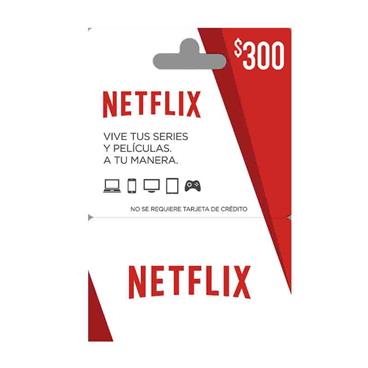 $300
NETFLIX
VIVE TUS SERIES
Y PELÍCULAS.
A TU MANERA.
NO SE REQUIERE TARJETA DE CRÉDITO
NETFLIX